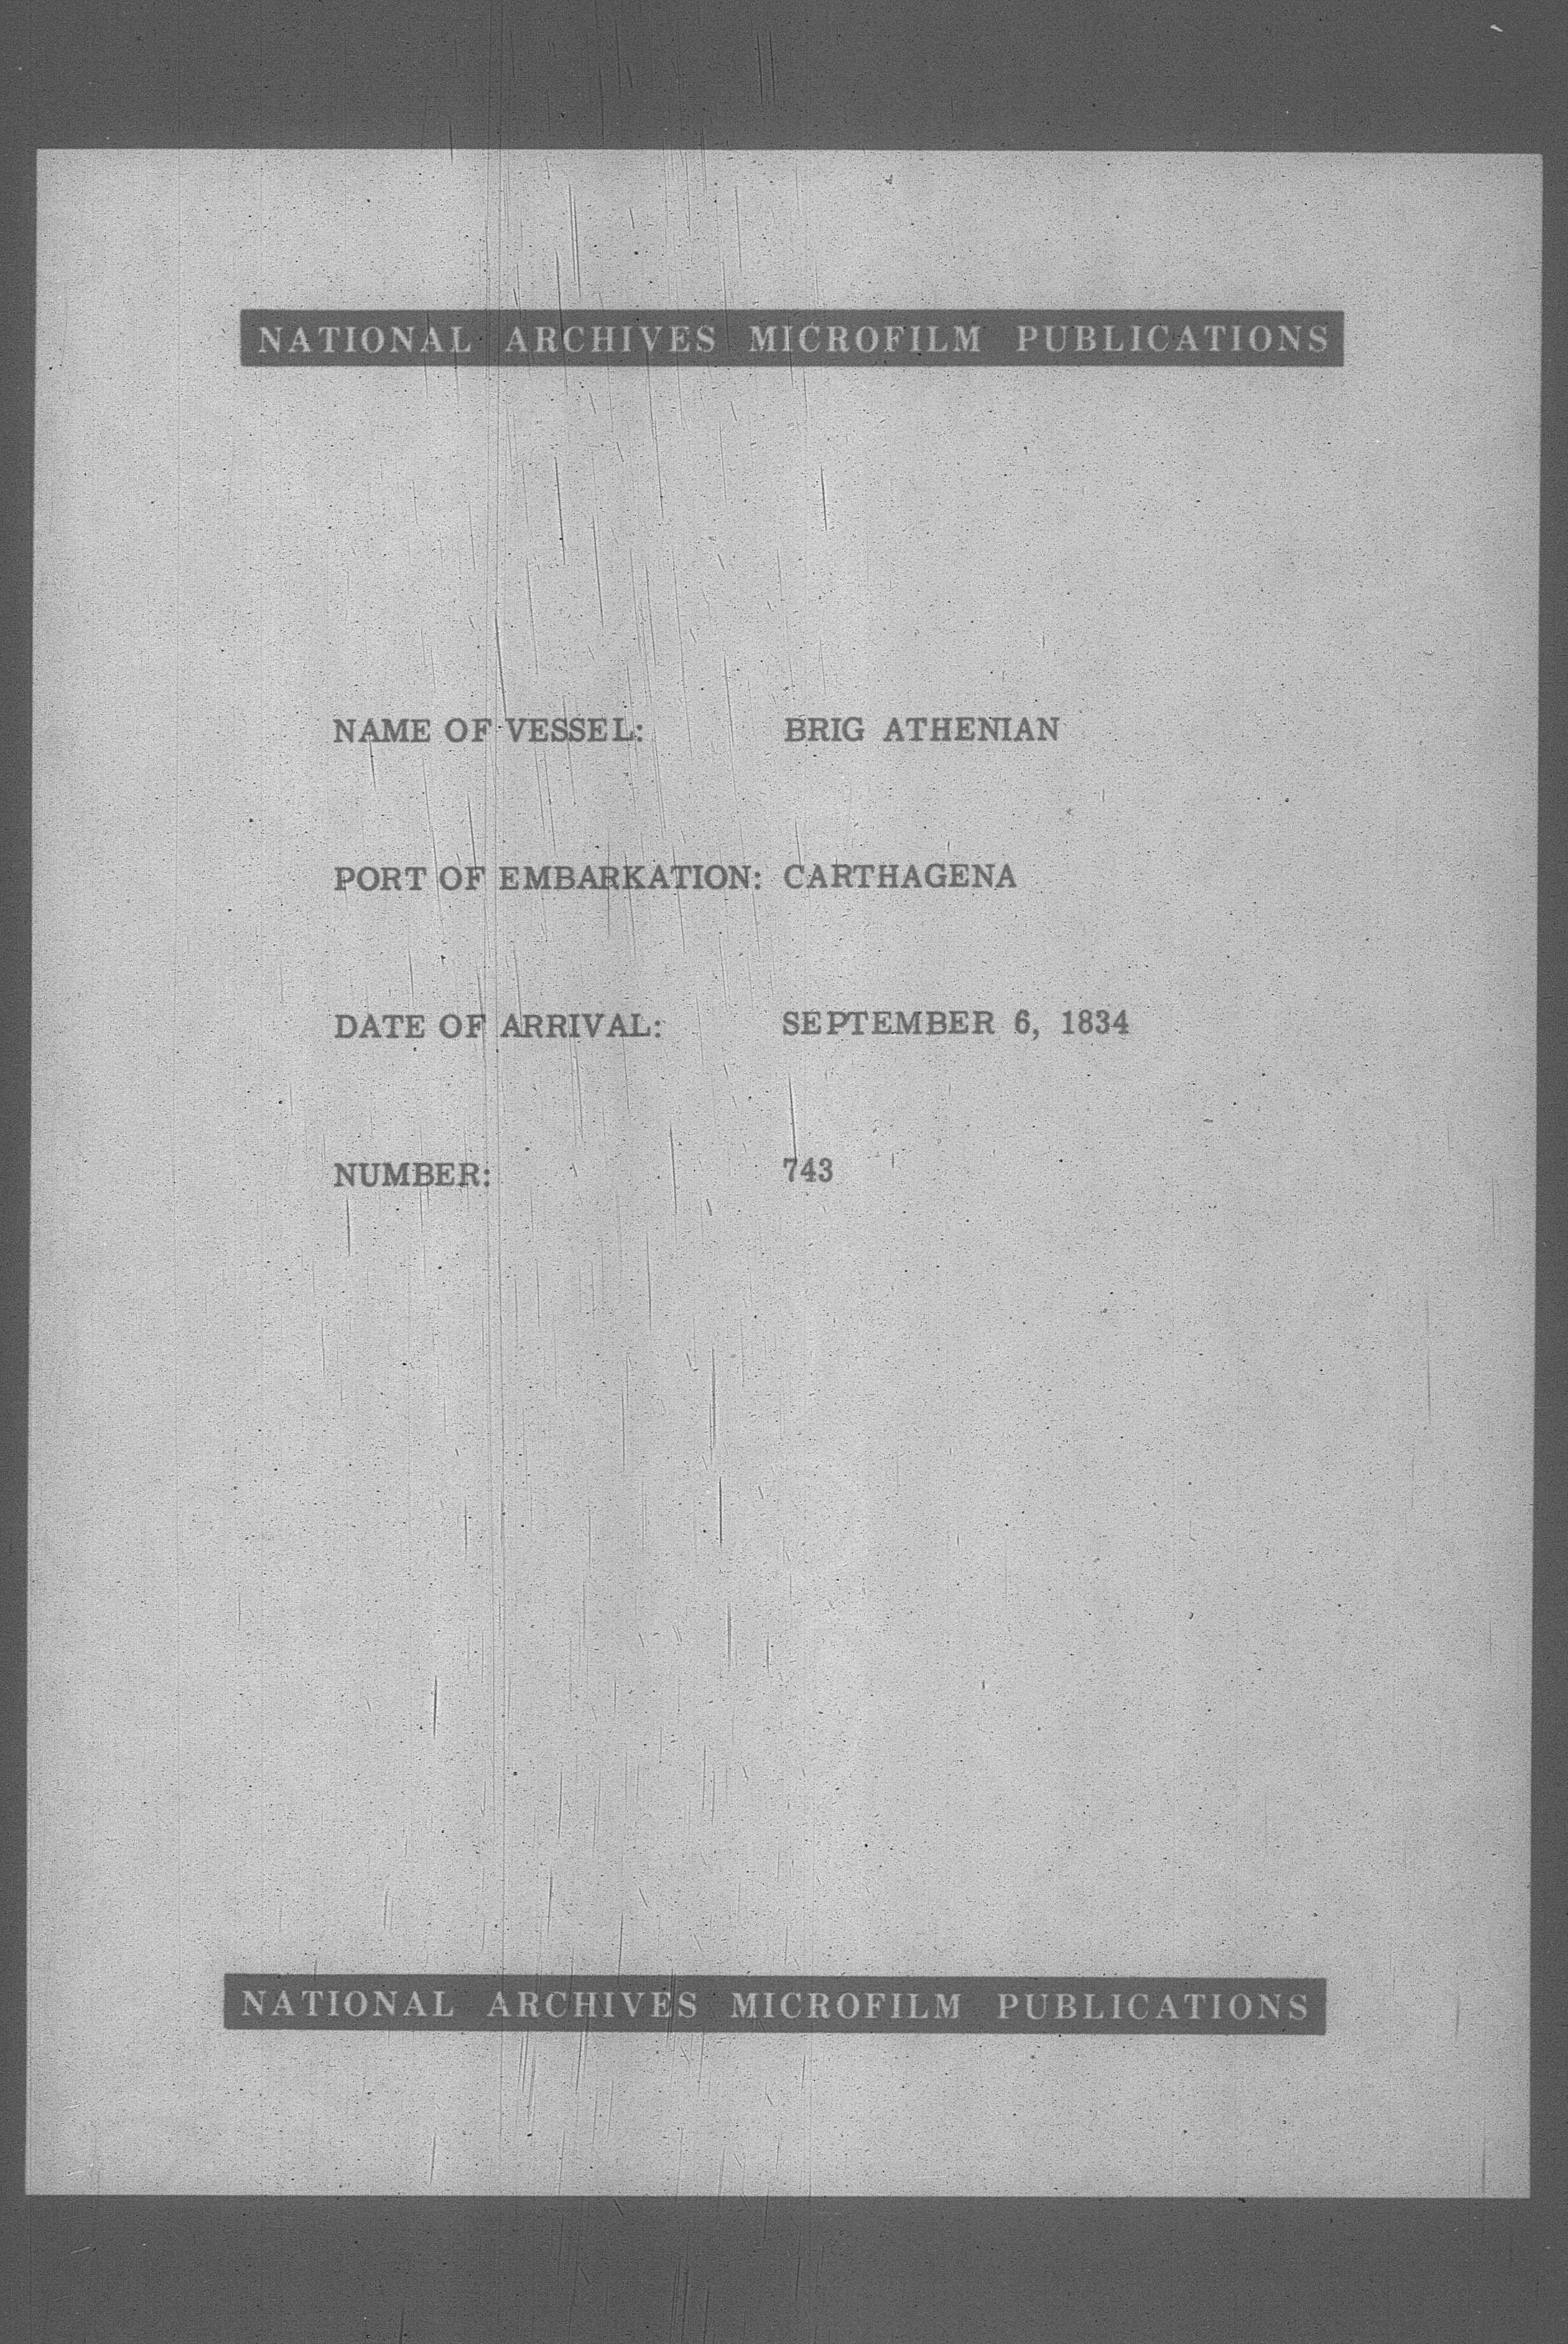 NATIONAL ARCHIVES MICROFILM PUBLICATIONS
NAME OF VESSEL: BRIG ATHENIAN
PORT OF EMBARKATION: CARTHAGENA
DATE OF ARRIVAL: SEPTEMBER 6, 1834
NUMBER: 743
NATIONAL ARCHIVES MICROFILM PUBLICATIONS